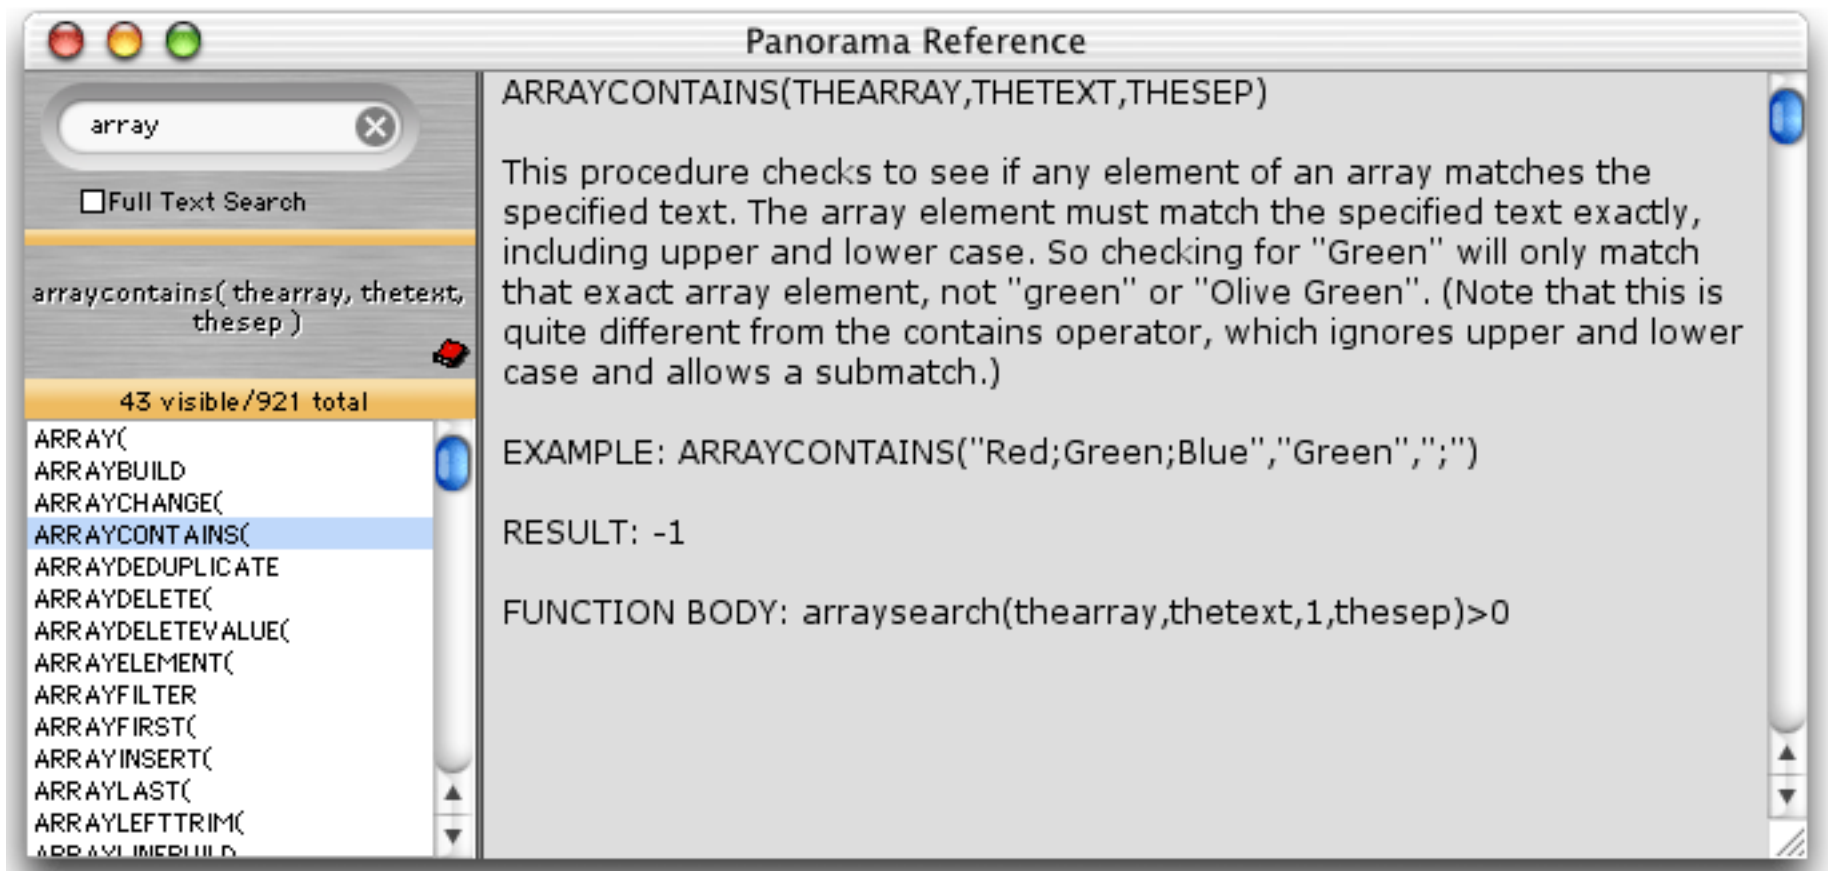 Panorama Reference
array
Full Text Search
arraycontains( thearray, thetext,
thesep )
43 visible/921 total
ARRAY(
ARRAYBUILD
ARRAYCHANGE(
ARRAYCONTAINS(
ARRAYDEDUPLICATE
ARRAYDELETE(
ARRAYDELETEVALUE(
ARRAYELEMENT(
ARRAYFILTER
ARRAYFIRST(
ARRAYINSERT(
ARRAYLAST(
ARRAYLEFTTRIM(
ARRAYLINEBUILD
ARRAYCONTAINS(THEARRAY,THETEXT,THESEP)
This procedure checks to see if any element of an array matches the
specified text. The array element must match the specified text exactly,
including upper and lower case. So checking for "Green" will only match
that exact array element, not "green" or "Olive Green". (Note that this is
quite different from the contains operator, which ignores upper and lower
case and allows a submatch.)
EXAMPLE: ARRAYCONTAINS("Red;Green;Blue","Green",";")
RESULT: -1
FUNCTION BODY: arraysearch(thearray,thetext,1,thesep)>0